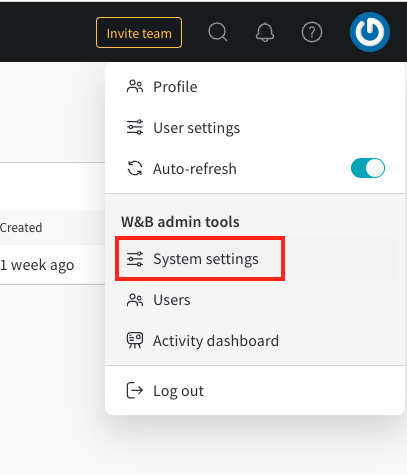 Invite team
Profile
User settings
Auto-refresh
W&B admin tools
Created
System settings
1 week ago
Users
Activity dashboard
Log out